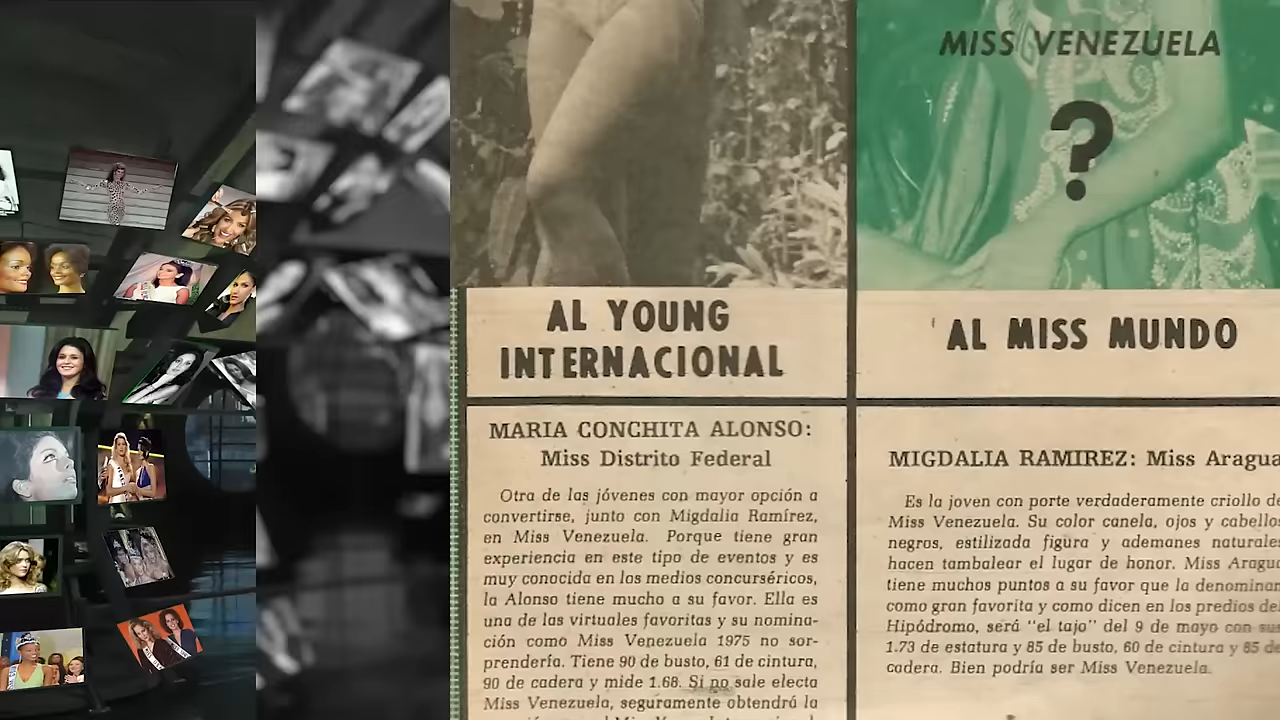 MISS VENEZUELA
?
AL YOUNG
INTERNACIONAL
MARIA CONCHITA ALONSO:
Miss Distrito Federal
Otra de las jóvenes con mayor opción a
convertirse, junto con Migdalia Ramírez,
en Miss Venezuela. Porque tiene gran
experiencia en este tipo de eventos y es
muy conocida en los medios concurséricos,
la Alonso tiene mucho a su favor. Ella es
una de las virtuales favoritas y su nomina-
ción como Miss Venezuela 1975 no sor-
prendería. Tiene 90 de busto, 61 de cintura,
90 de cadera y mide 1.68. Si no sale electa
Miss Venezuela, seguramente obtendrá la
AL MISS MUNDO
MIGDALIA RAMIREZ: Miss Aragua
Es la joven con porte verdaderamente criollo de
Miss Venezuela. Su color canela, ojos y cabellos
negros, estilizada figura y ademanes naturales
hacen tambalear el lugar de honor. Miss Aragua
tiene muchos puntos a su favor que la denominan
como gran favorita y como dicen en los predios del
Hipódromo, será "el tajo" del 9 de mayo con sus
1.73 de estatura y 85 de busto, 60 de cintura y 85 de
cadera. Bien podría ser Miss Venezuela.